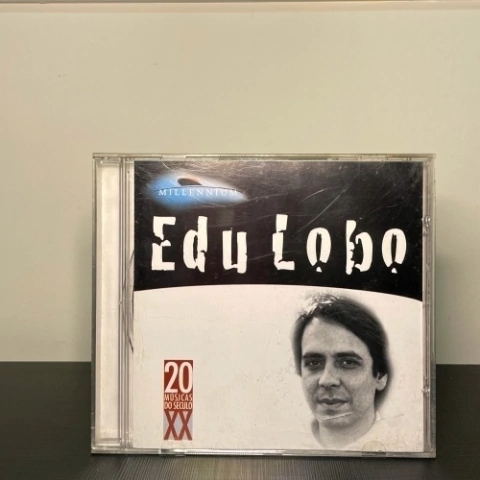 MILLENNIUM
Edu Lobo
20
MÚSICAS
DO SÉCULO
XX